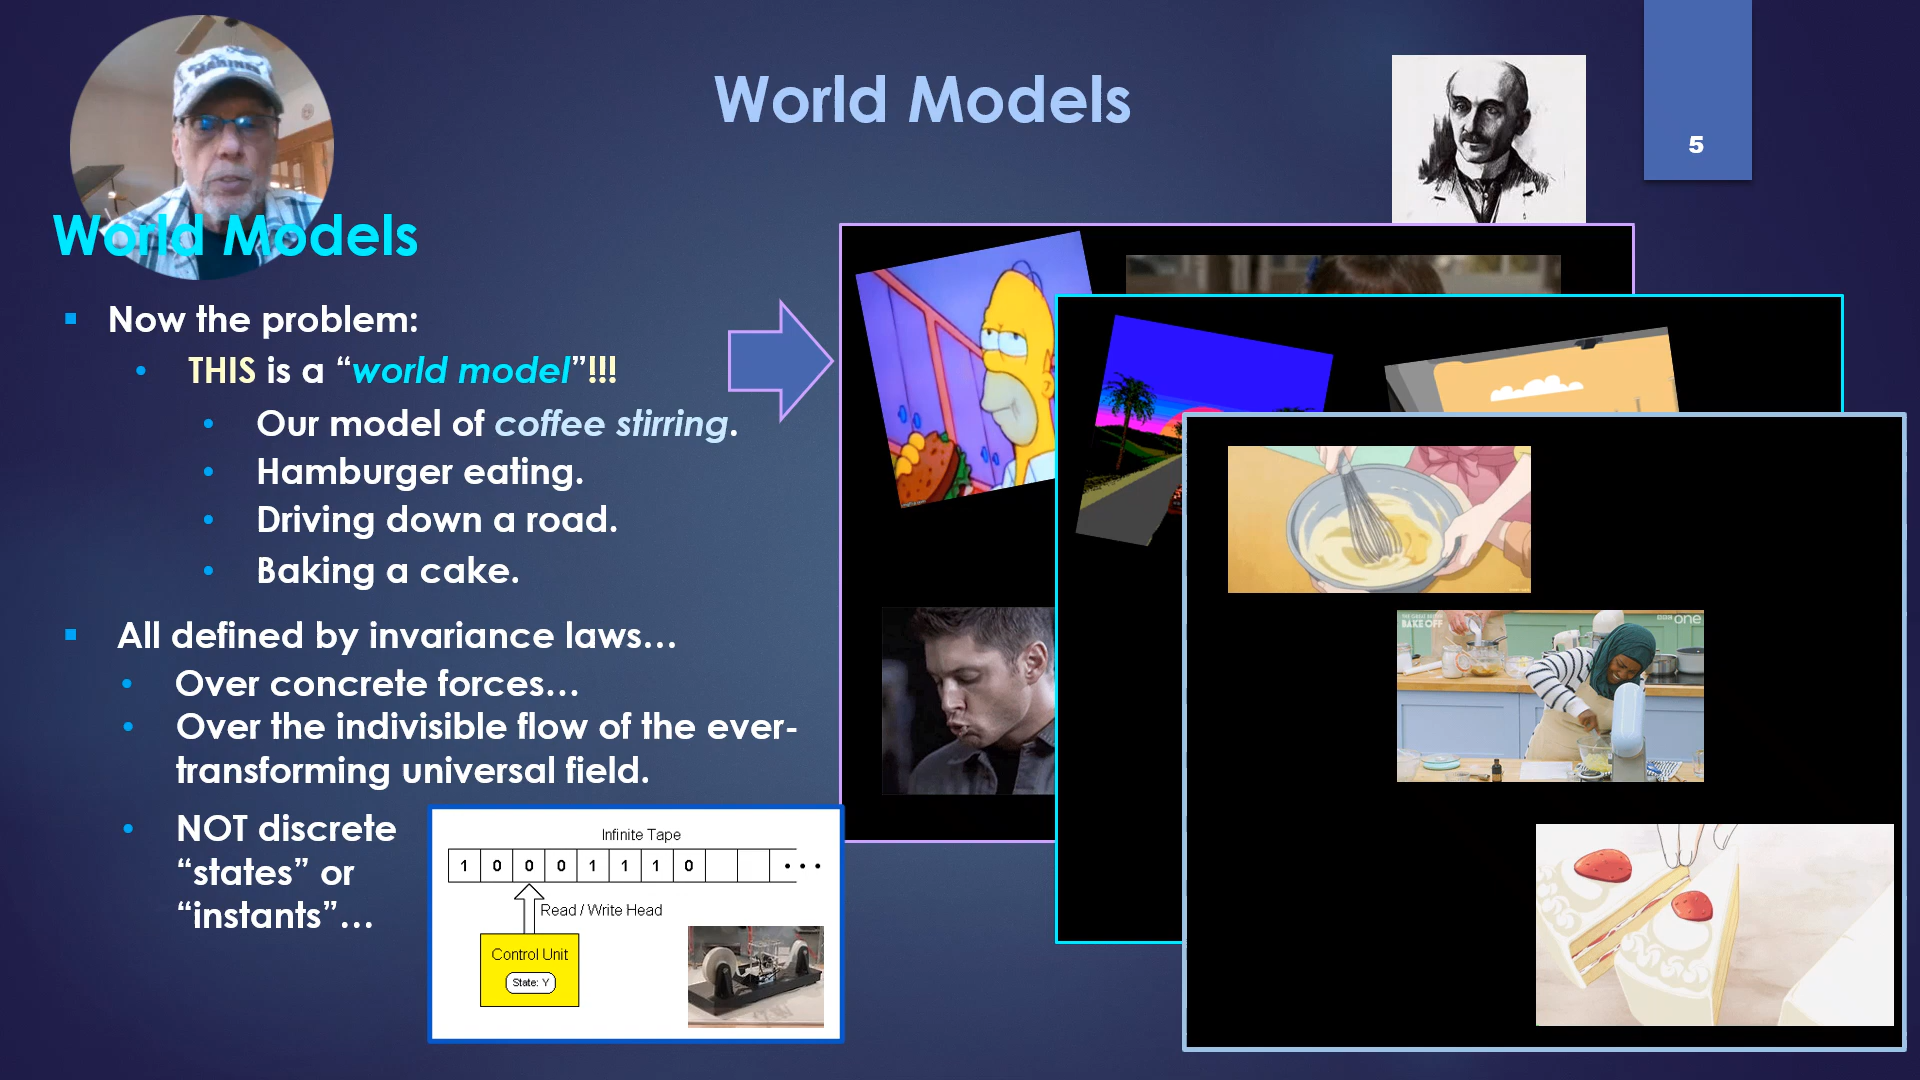 World Models
5
MARINES
World Models
Now the problem:
THIS is a “world model”!!!
Our model of coffee stirring.
Hamburger eating.
Driving down a road.
Baking a cake.
All defined by invariance laws…
Over concrete forces…
Over the indivisible flow of the ever-
transforming universal field.
NOT discrete
“states” or
“instants”…
Infinite Tape
1 0 0 0 1 1 1 0 • • •
Read / Write Head
Control Unit
State: Y
BAKE OFF
one